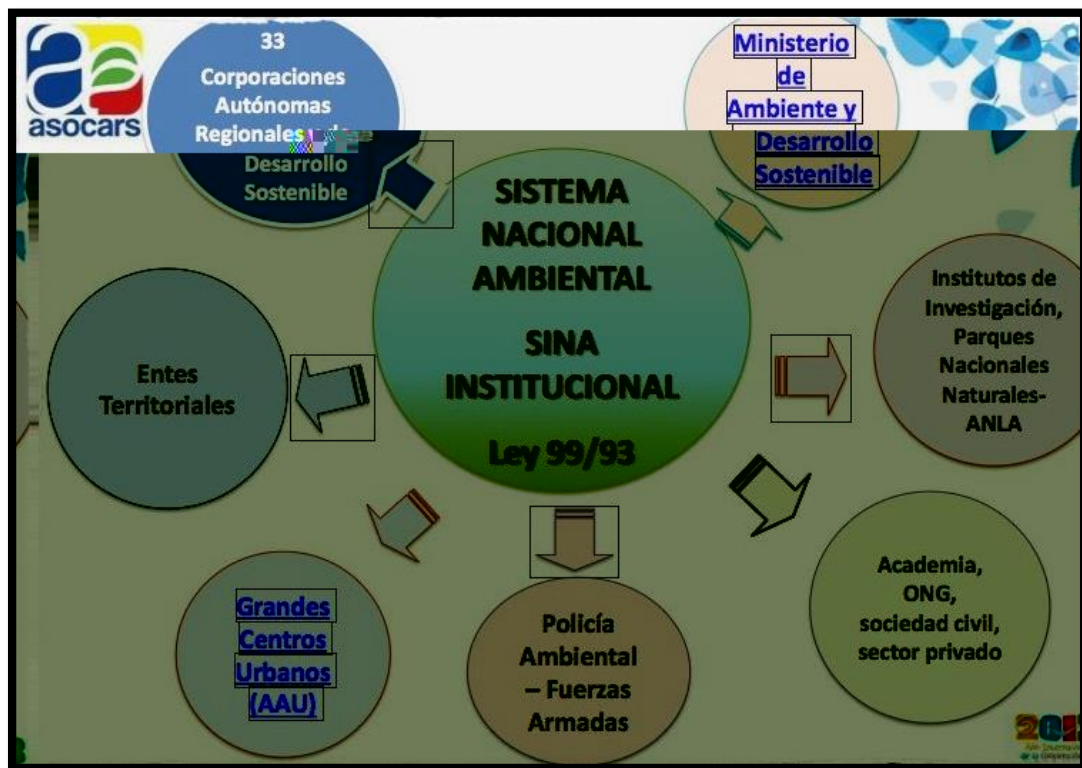 asocars
33
Corporaciones
Autónomas
Regionales
Desarrollo
Sostenible
Ministerio
de
Ambiente y
Desarrollo
Sostenible
SISTEMA
NACIONAL
AMBIENTAL
SINA
INSTITUCIONAL
Ley 99/93
Institutos de
Investigación,
Parques
Nacionales
Naturales-
ANLA
Entes
Territoriales
Academia,
ONG,
sociedad civil,
sector privado
Grandes
Centros
Urbanos
(AAU)
Policía
Ambiental
– Fuerzas
Armadas